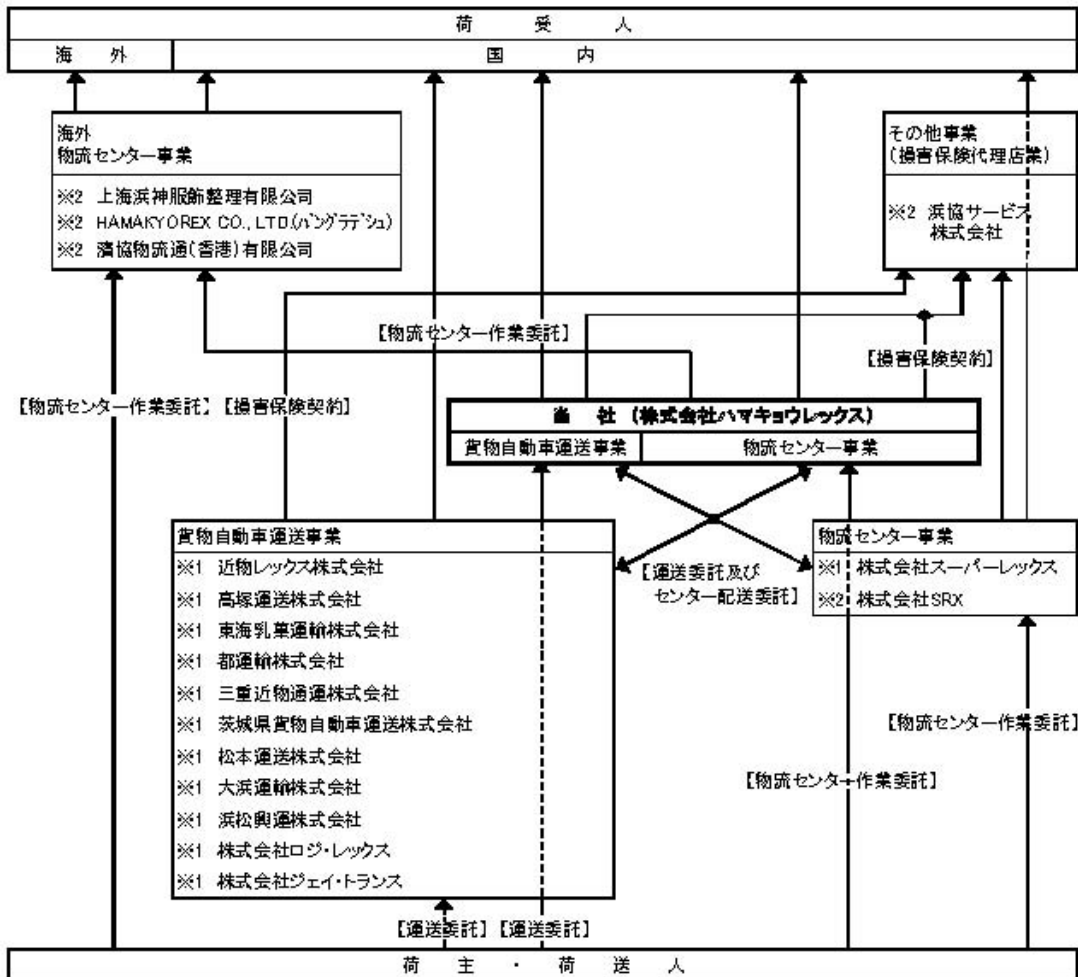 荷 受 人
海 外
国 内
海外
物流センター事業
※2 上海浜神服飾整理有限公司
※2 HAMAKYOREX CO., LTD.(バングラデシュ)
※2 濱協物流通(香港)有限公司
その他事業
(損害保険代理店業)
※2 浜協サービス
株式会社
【物流センター作業委託】
【損害保険契約】
【物流センター作業委託】
【損害保険契約】
当 社 (株式会社ハマキョウレックス)
貨物自動車運送事業
物流センター事業
貨物自動車運送事業
※1 近物レックス株式会社
※1 高塚運送株式会社
※1 東海乳菓運輸株式会社
※1 都運輸株式会社
※1 三重近物通運株式会社
※1 茨城県貨物自動車運送株式会社
※1 松本運送株式会社
※1 大浜運輸株式会社
※1 浜松興運株式会社
※1 株式会社ロジ・レックス
※1 株式会社ジェイ・トランス
【運送委託及び
センター配送委託】
物流センター事業
※1 株式会社スーパーレックス
※2 株式会社SRX
【物流センター作業委託】
【物流センター作業委託】
【運送委託】
【運送委託】
荷 主 ・ 荷 送 人